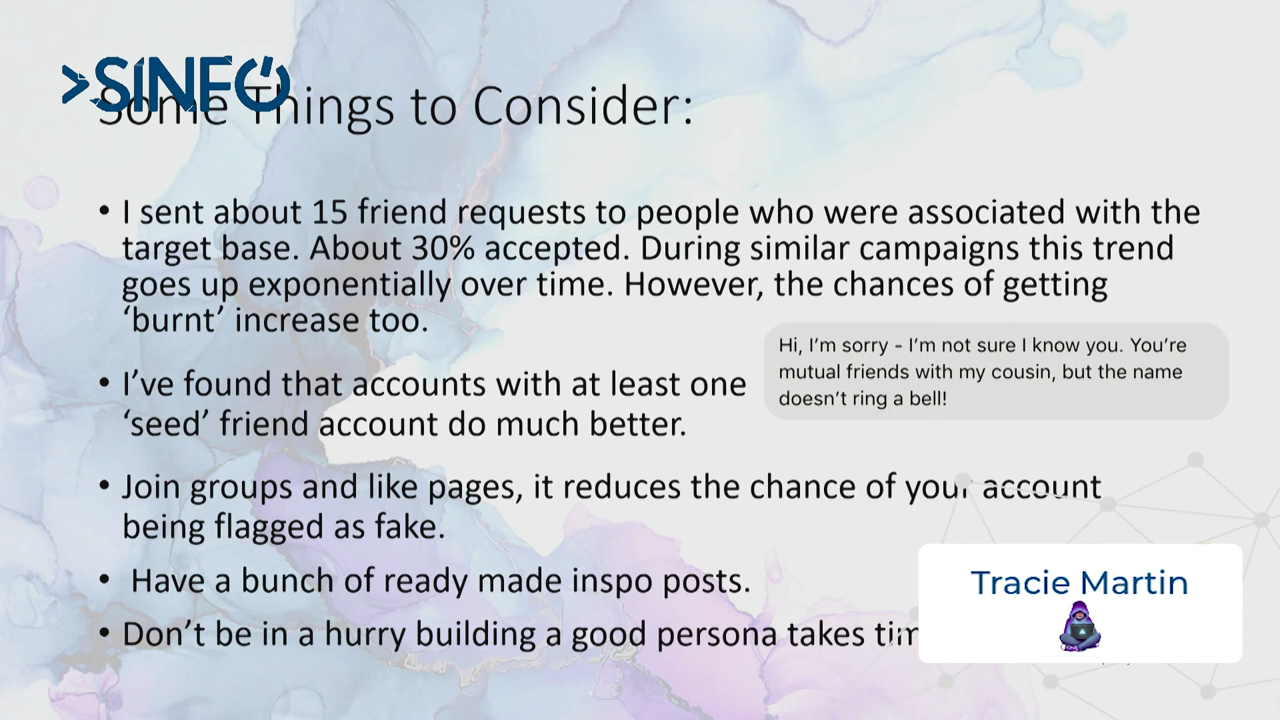 >SINFO
Some Things to Consider:
• I sent about 15 friend requests to people who were associated with the
target base. About 30% accepted. During similar campaigns this trend
goes up exponentially over time. However, the chances of getting
‘burnt’ increase too.
Hi, I’m sorry - I’m not sure I know you. You’re
mutual friends with my cousin, but the name
doesn’t ring a bell!
• I’ve found that accounts with at least one
‘seed’ friend account do much better.
• Join groups and like pages, it reduces the chance of your account
being flagged as fake.
• Have a bunch of ready made inspo posts.
• Don’t be in a hurry building a good persona takes
Tracie Martin